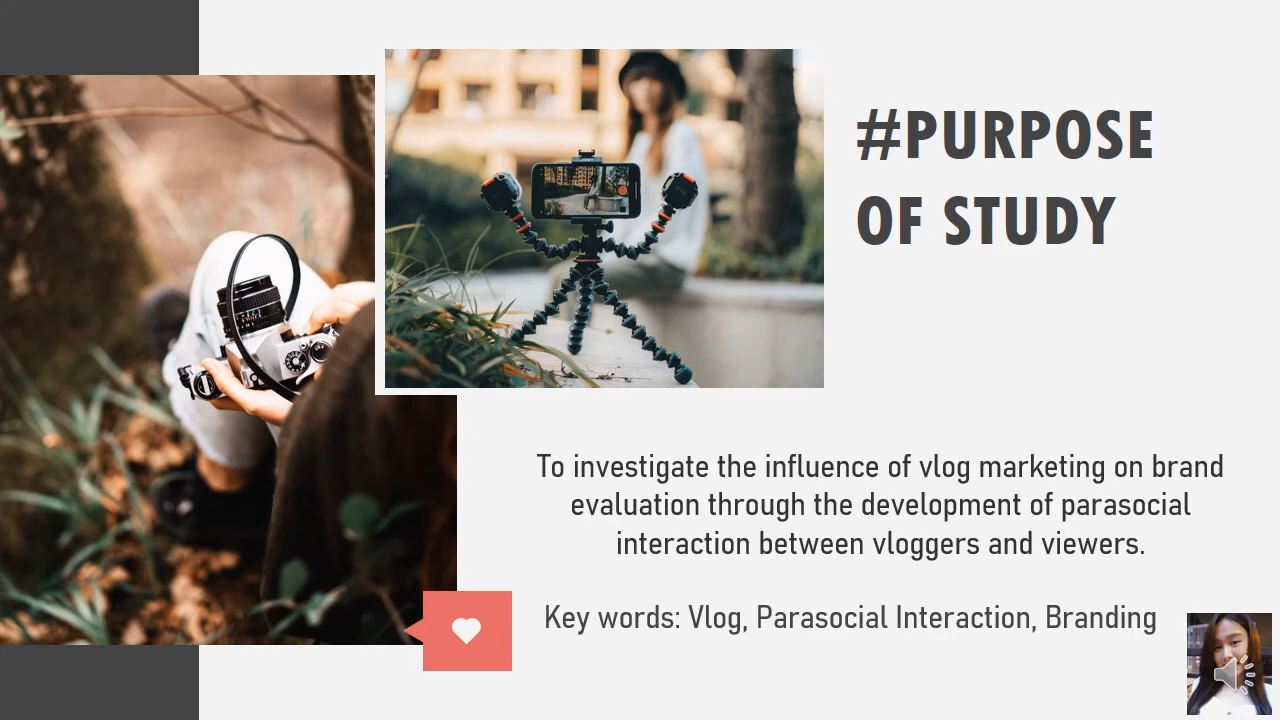 #PURPOSE
OF STUDY
To investigate the influence of vlog marketing on brand
evaluation through the development of parasocial
interaction between vloggers and viewers.
Key words: Vlog, Parasocial Interaction, Branding